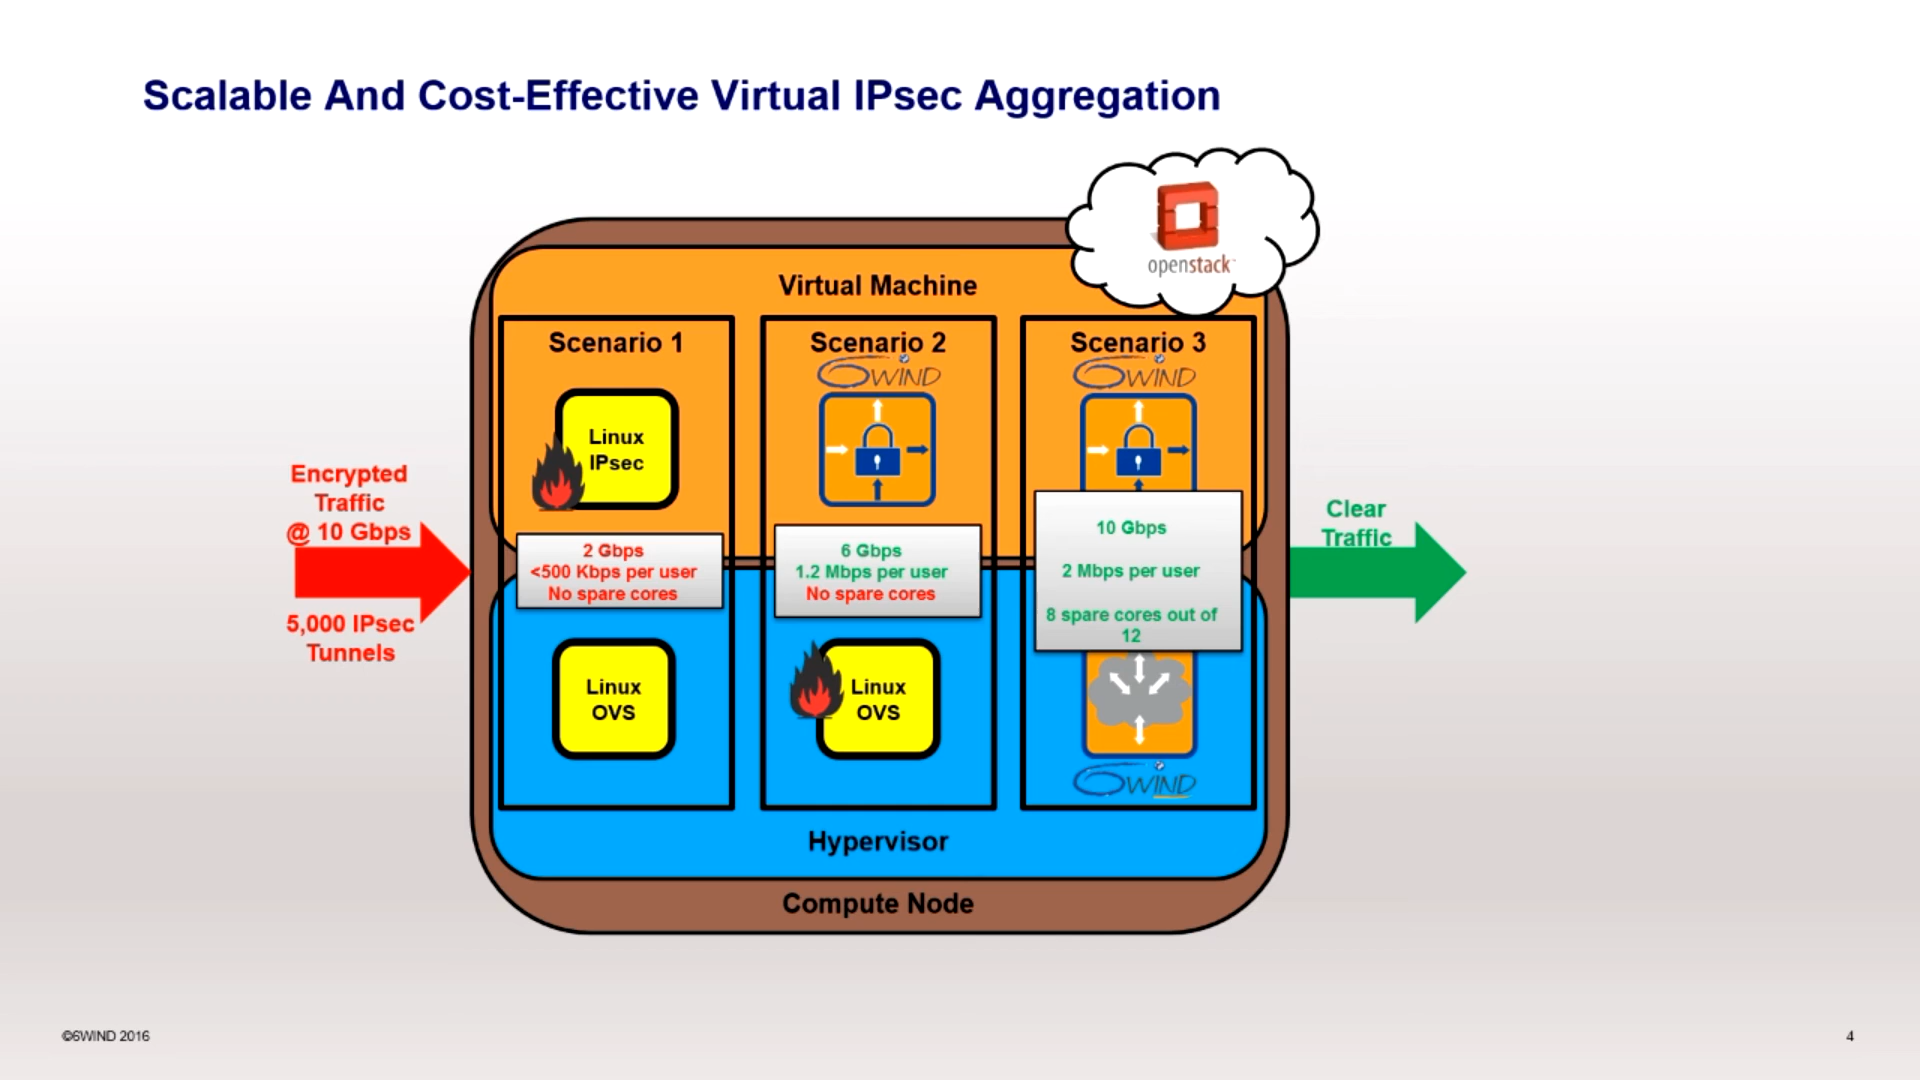 Scalable And Cost-Effective Virtual IPsec Aggregation
openstack
Virtual Machine
Scenario 1
Scenario 2
Scenario 3
6WIND
6WIND
Linux
IPsec
Encrypted
Traffic
@ 10 Gbps
5,000 IPsec
Tunnels
2 Gbps
<500 Kbps per user
No spare cores
6 Gbps
1.2 Mbps per user
No spare cores
10 Gbps
2 Mbps per user
8 spare cores out of
12
Clear
Traffic
Linux
OVS
Linux
OVS
6WIND
Hypervisor
Compute Node
©6WIND 2016
4